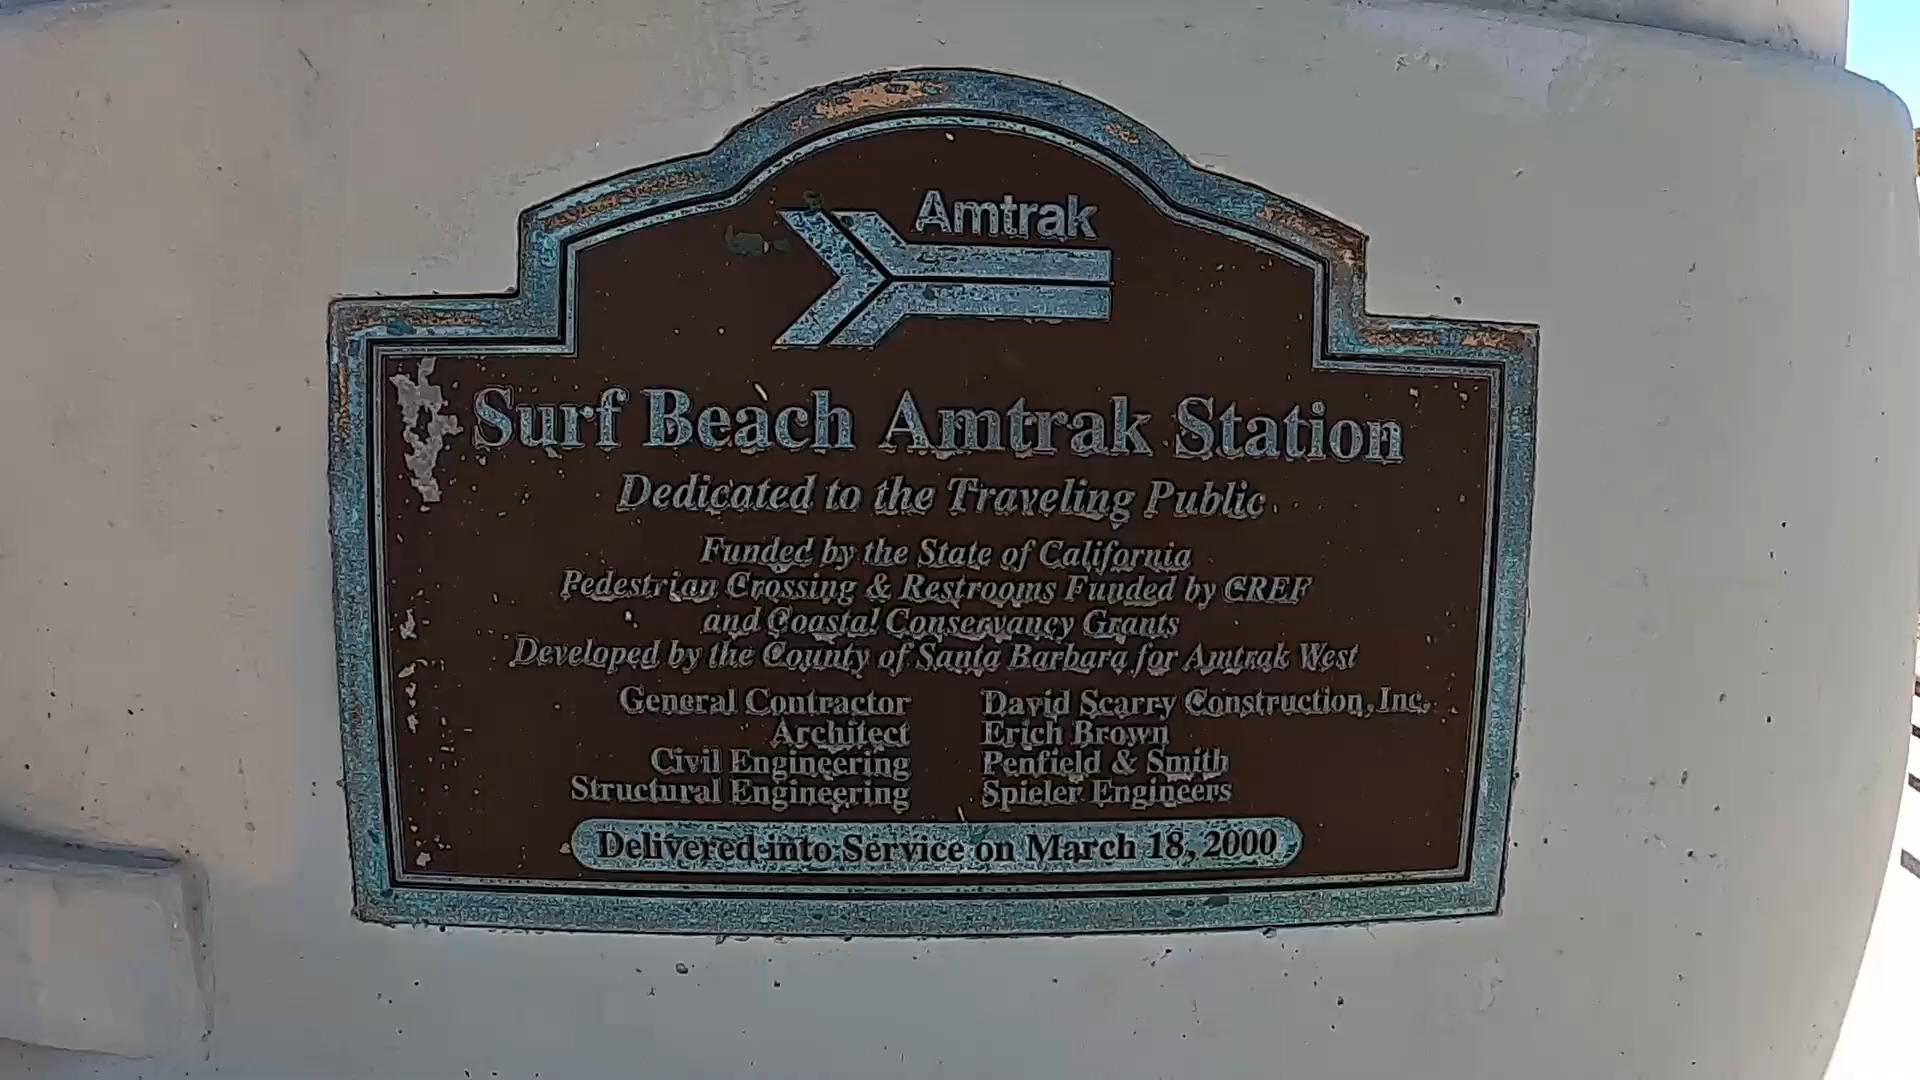 Amtrak
Surf Beach Amtrak Station
Dedicated to the Traveling Public
Funded by the State of California
Pedestrian Crossing & Restrooms Funded by CREF
and Coastal Conservancy Grants
Developed by the County of Santa Barbara for Amtrak West
General Contractor David Scarry Construction, Inc.
Architect Erich Brown
Civil Engineering Penfield & Smith
Structural Engineering Spieler Engineers
Delivered into Service on March 18, 2000